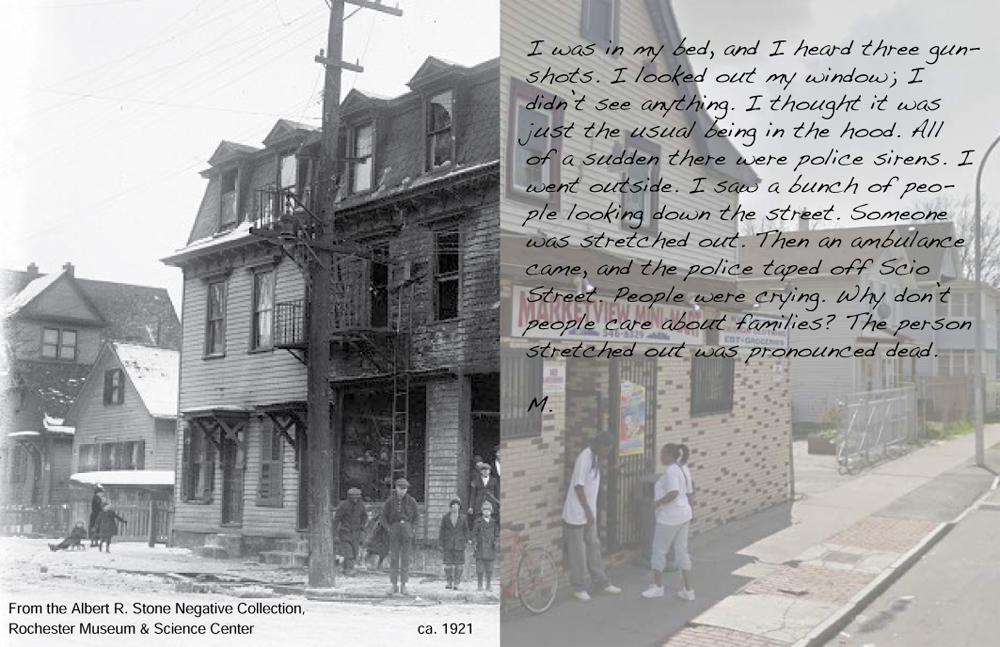 I was in my bed, and I heard three gun-
shots. I looked out my window; I
didn't see anything. I thought it was
just the usual being in the hood. All
of a sudden there were police sirens. I
went outside. I saw a bunch of peo-
ple looking down the street. Someone
was stretched out. Then an ambulance
came, and the police taped off Scio
Street. People were crying. Why don't
people care about families? The person
stretched out was pronounced dead.
M.
MARKETVIEW MINI-MART
EBT • GROCERIES
From the Albert R. Stone Negative Collection,
Rochester Museum & Science Center
ca. 1921